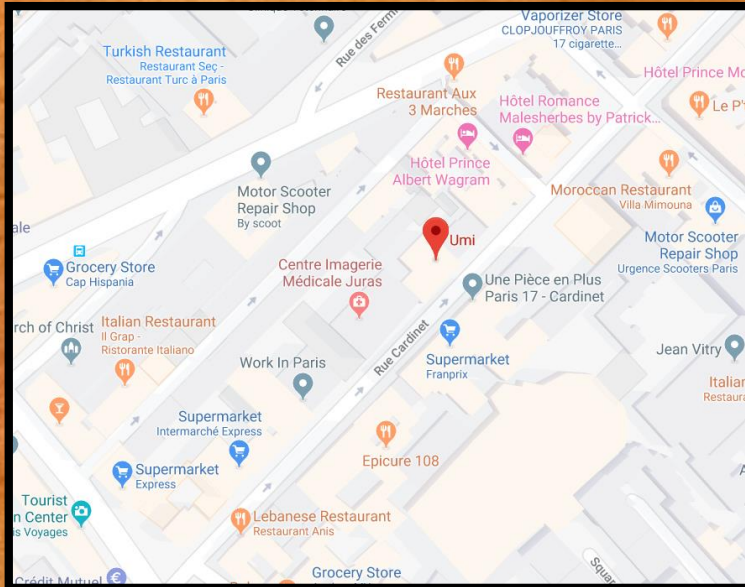 Vaporizer Store
CLOPJOUFFROY PARIS
17 cigarette...
Rue des Fermi
Turkish Restaurant
Restaurant Seç -
Restaurant Turc à Paris
Restaurant Aux
3 Marches
Hôtel Prince Mo
Hôtel Romance
Malesherbes by Patrick...
Le P'
Hôtel Prince
Albert Wagram
Motor Scooter
Repair Shop
By scoot
Moroccan Restaurant
Villa Mimouna
ale
Umi
Motor Scooter
Repair Shop
Urgence Scooters Paris
Grocery Store
Cap Hispania
Centre Imagerie
Médicale Juras
Une Pièce en Plus
Paris 17 - Cardinet
rch of Christ
Italian Restaurant
Il Grap -
Ristorante Italiano
Rue Cardinet
Jean Vitry
Work In Paris
Supermarket
Franprix
Italian
Restaura
Supermarket
Intermarché Express
Epicure 108
Supermarket
Express
Tourist
n Center
is Voyages
Lebanese Restaurant
Restaurant Anis
Squar
Grocery Store
Crédit Mutuel